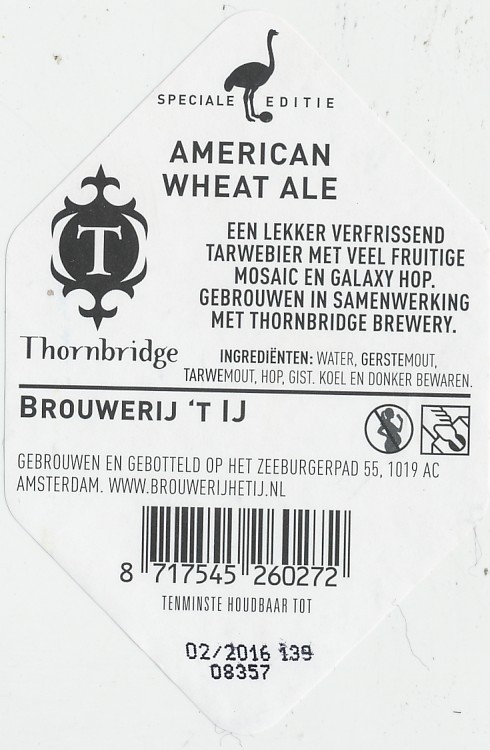 SPECIALE EDITIE
AMERICAN
WHEAT ALE
T
Thornbridge
EEN LEKKER VERFRISSEND
TARWEBIER MET VEEL FRUITIGE
MOSAIC EN GALAXY HOP.
GEBROUWEN IN SAMENWERKING
MET THORNBRIDGE BREWERY.
INGREDIËNTEN: WATER, GERSTEMOUT,
TARWEMOUT, HOP, GIST. KOEL EN DONKER BEWAREN.
BROUWERIJ ‘T IJ
GEBROUWEN EN GEBOTTELD OP HET ZEEBURGERPAD 55, 1019 AC
AMSTERDAM. WWW.BROUWERIJHETIJ.NL
8 717545 260272
TENMINSTE HOUDBAAR TOT
02/2016 139
08357